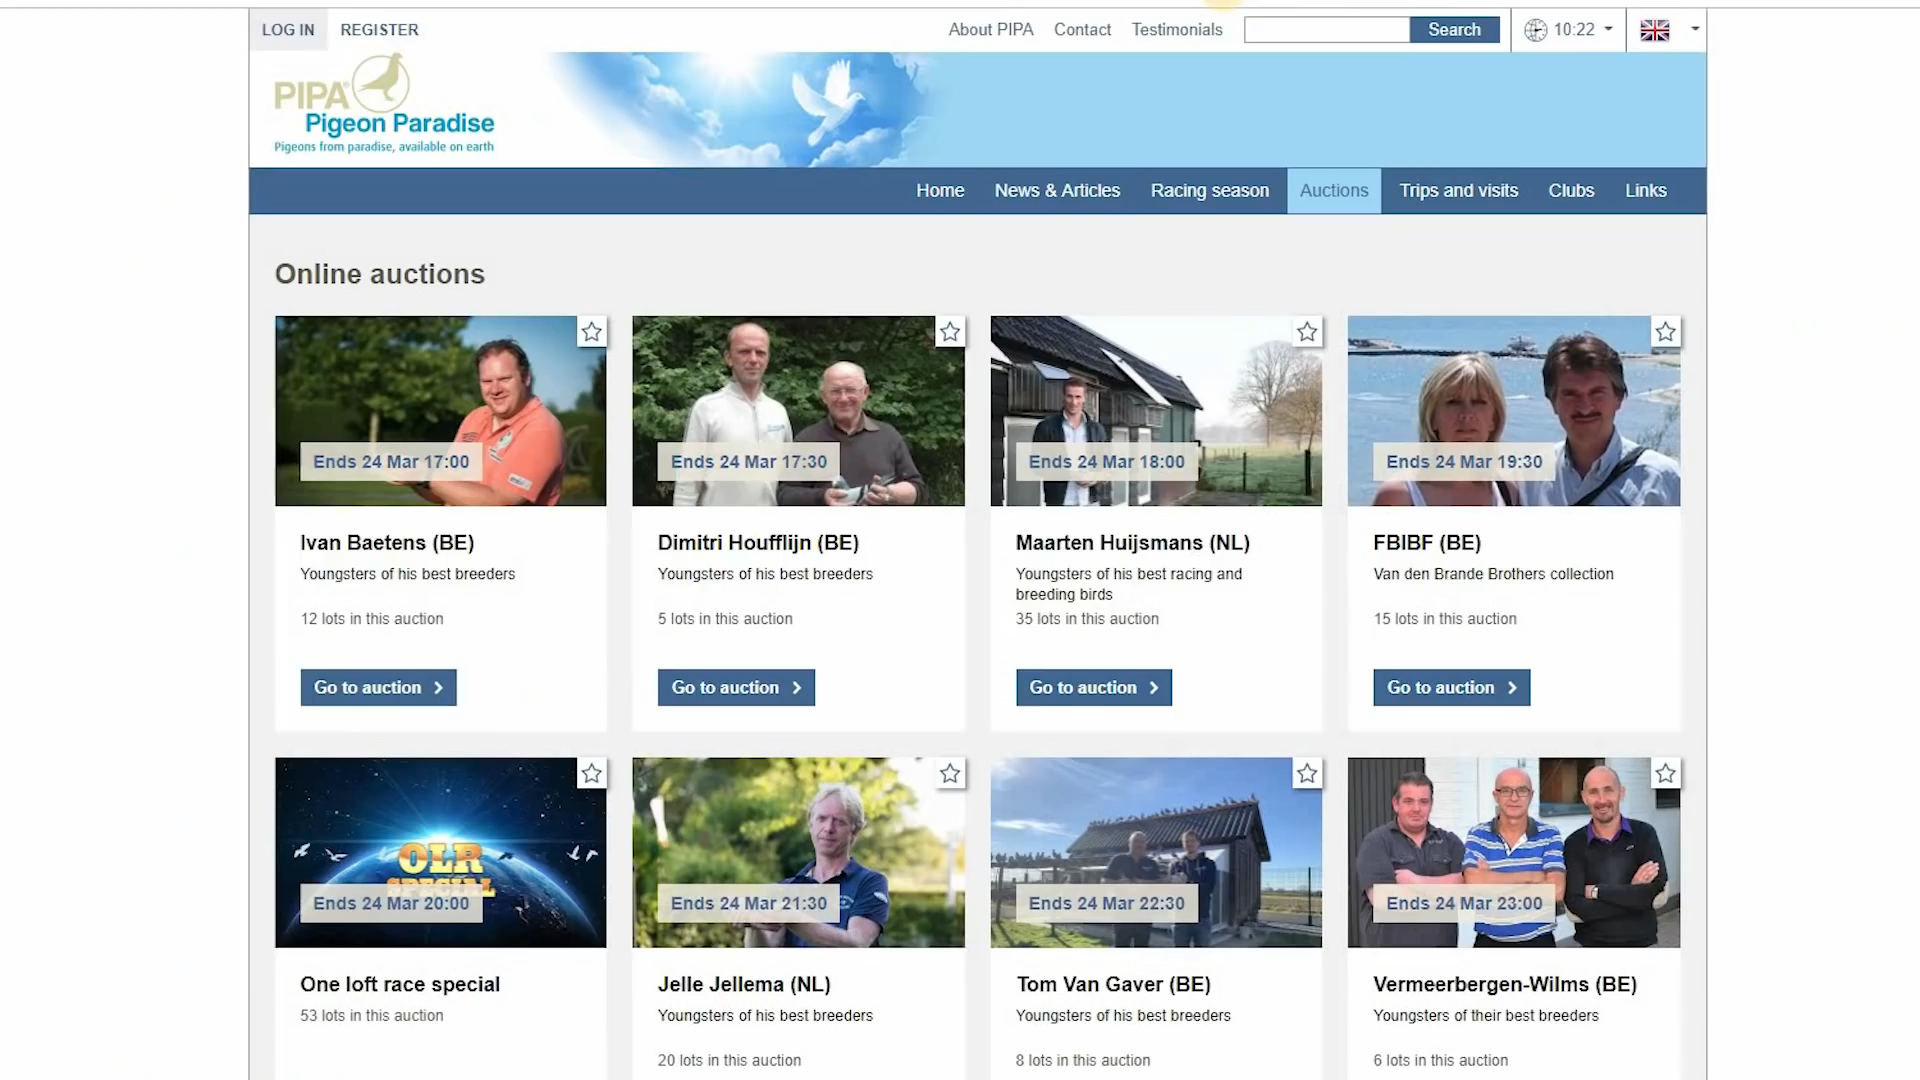 LOG IN REGISTER About PIPA Contact Testimonials Search 10:22
PIPA
Pigeon Paradise
Pigeons from paradise, available on earth
Home News & Articles Racing season Auctions Trips and visits Clubs Links
Online auctions
Ends 24 Mar 17:00
Ivan Baetens (BE)
Youngsters of his best breeders
12 lots in this auction
Go to auction
Ends 24 Mar 17:30
Dimitri Houfflijn (BE)
Youngsters of his best breeders
5 lots in this auction
Go to auction
Ends 24 Mar 18:00
Maarten Huijsmans (NL)
Youngsters of his best racing and
breeding birds
35 lots in this auction
Go to auction
Ends 24 Mar 19:30
FBIBF (BE)
Van den Brande Brothers collection
15 lots in this auction
Go to auction
OLR
SPECIAL
Ends 24 Mar 20:00
One loft race special
53 lots in this auction
Ends 24 Mar 21:30
Jelle Jellema (NL)
Youngsters of his best breeders
20 lots in this auction
Ends 24 Mar 22:30
Tom Van Gaver (BE)
Youngsters of his best breeders
8 lots in this auction
Ends 24 Mar 23:00
Vermeerbergen-Wilms (BE)
Youngsters of their best breeders
6 lots in this auction